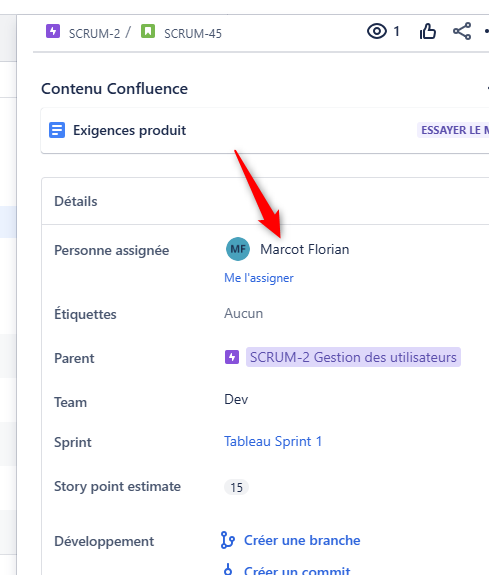 SCRUM-2 / SCRUM-45 1
Contenu Confluence
Exigences produit ESSAYER LE
Détails
Personne assignée MF Marcot Florian
Me l'assigner
Étiquettes Aucun
Parent SCRUM-2 Gestion des utilisateurs
Team Dev
Sprint Tableau Sprint 1
Story point estimate 15
Développement Créer une branche
Créer un commit